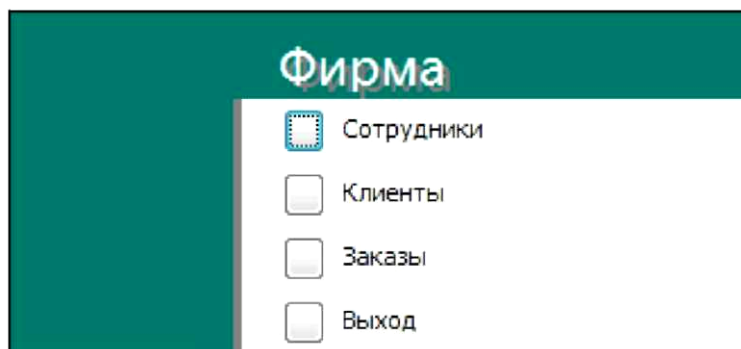 Фирма
Сотрудники
Клиенты
Заказы
Выход